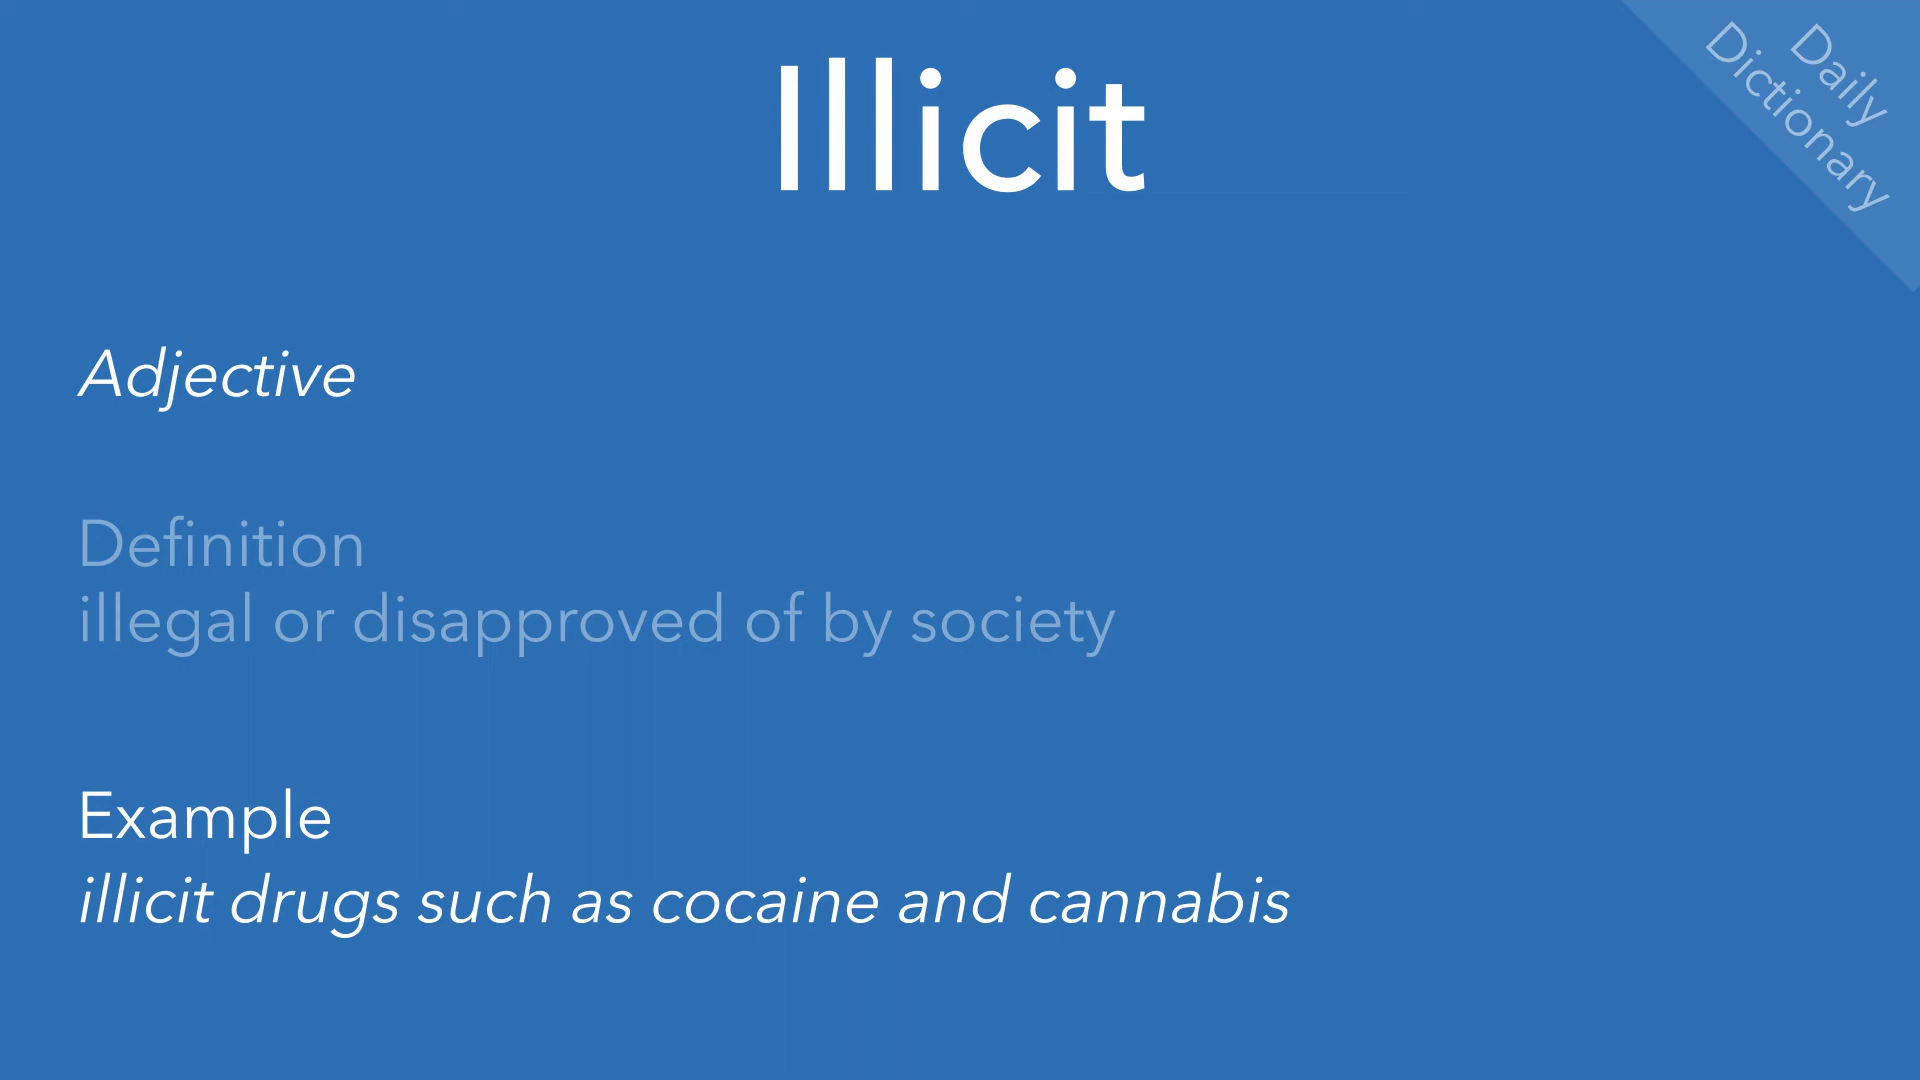 Illicit
Daily
Dictionary
Adjective
Definition
illegal or disapproved of by society
Example
illicit drugs such as cocaine and cannabis